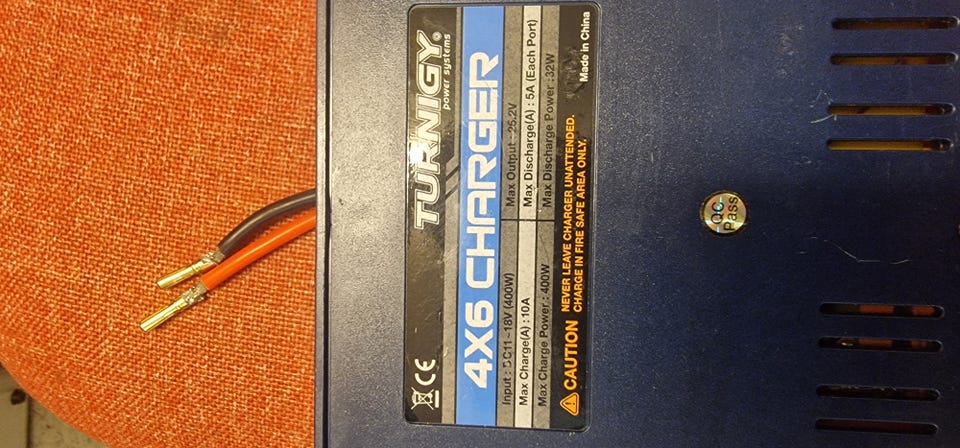 TURNIGY®
power systems
4X6 CHARGER
Input : DC11~18V (400W)
Max Output : 25.2V
Max Charge(A) : 10A
Max Discharge(A) : 5A (Each Port)
Max Charge Power : 400W
Max Discharge Power : 32W
CAUTION
NEVER LEAVE CHARGER UNATTENDED.
CHARGE IN FIRE SAFE AREA ONLY.
Made in China
CE
QC
Pass